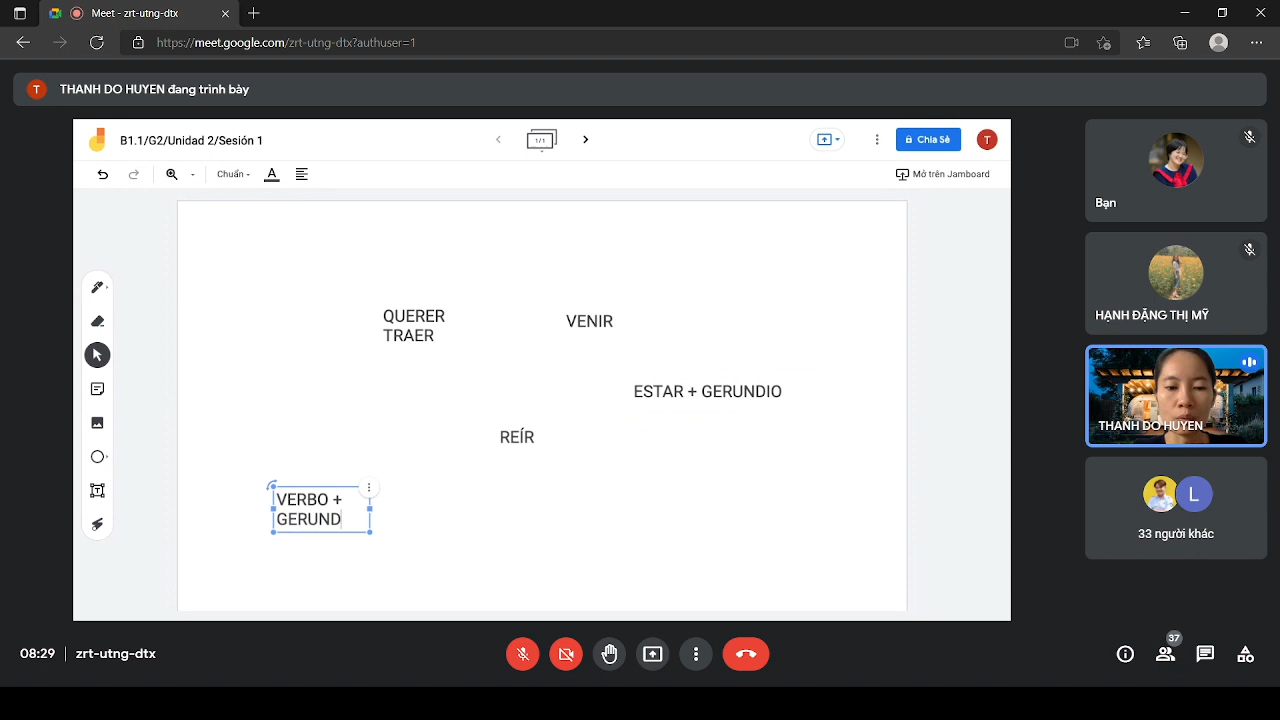 Meet - zrt-utng-dtx
https://meet.google.com/zrt-utng-dtx?authuser=1
T
THANH DO HUYEN đang trình bày
B1.1/G2/Unidad 2/Sesión 1
1/1
Chia Sẻ
T
Chuẩn
A
Mở trên Jamboard
QUERER
TRAER
VENIR
ESTAR + GERUNDIO
REÍR
VERBO +
GERUND
Bạn
HẠNH ĐẶNG THỊ MỸ
THANH DO HUYEN
L
33 người khác
08:29
zrt-utng-dtx
37